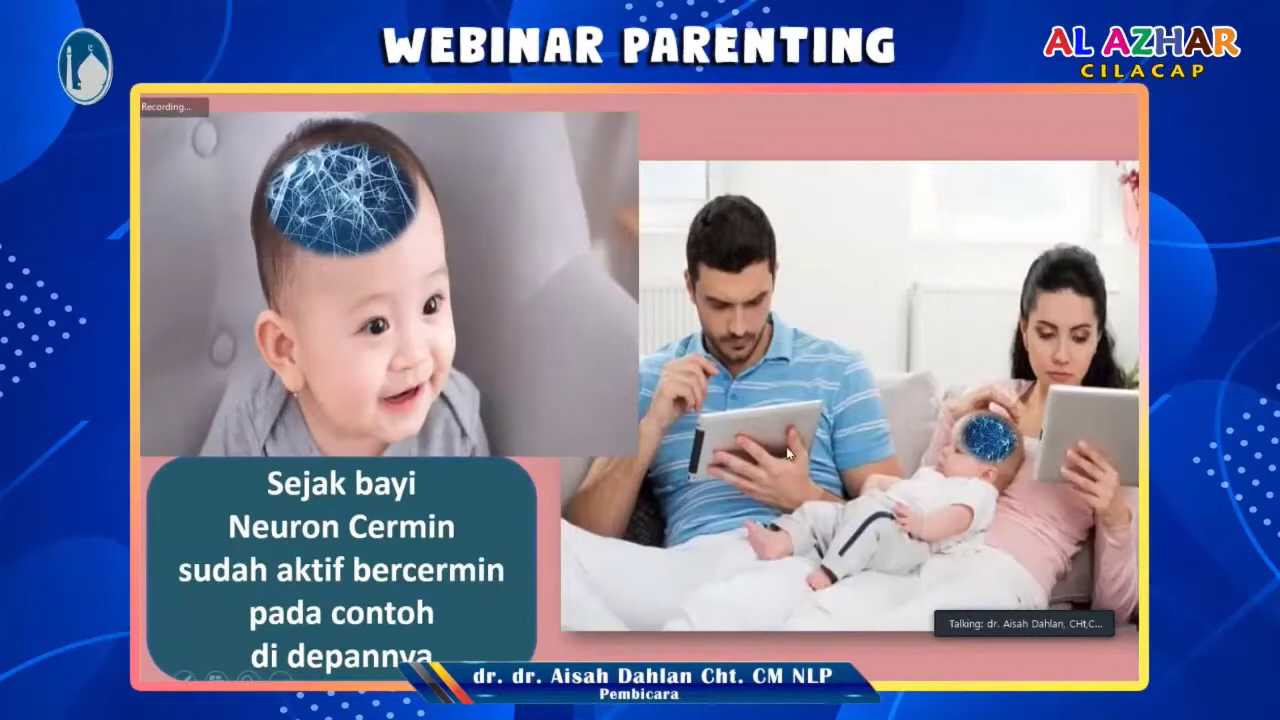 WEBINAR PARENTING
AL AZHAR
CILACAP
Recording...
Sejak bayi
Neuron Cermin
sudah aktif bercermin
pada contoh
di depannya
Talking: dr. Aisah Dahlan, CHt,C...
dr. dr. Aisah Dahlan Cht. CM NLP
Pembicara